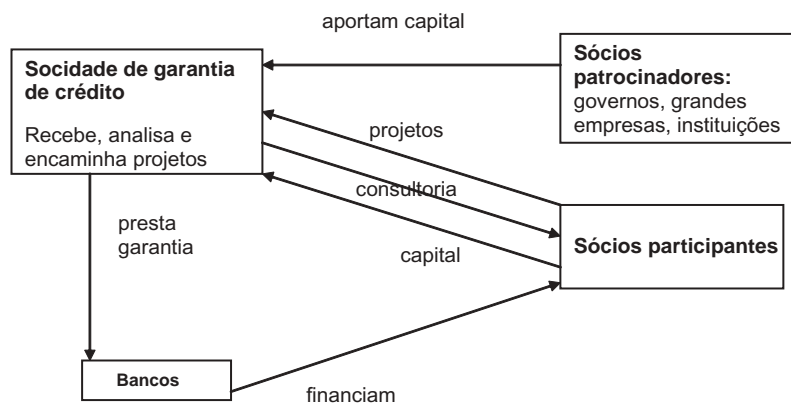 aportam capital
Socidade de garantia
de crédito
Recebe, analisa e
encaminha projetos
Sócios
patrocinadores:
governos, grandes
empresas, instituições
projetos
consultoria
capital
Sócios participantes
presta
garantia
Bancos
financiam